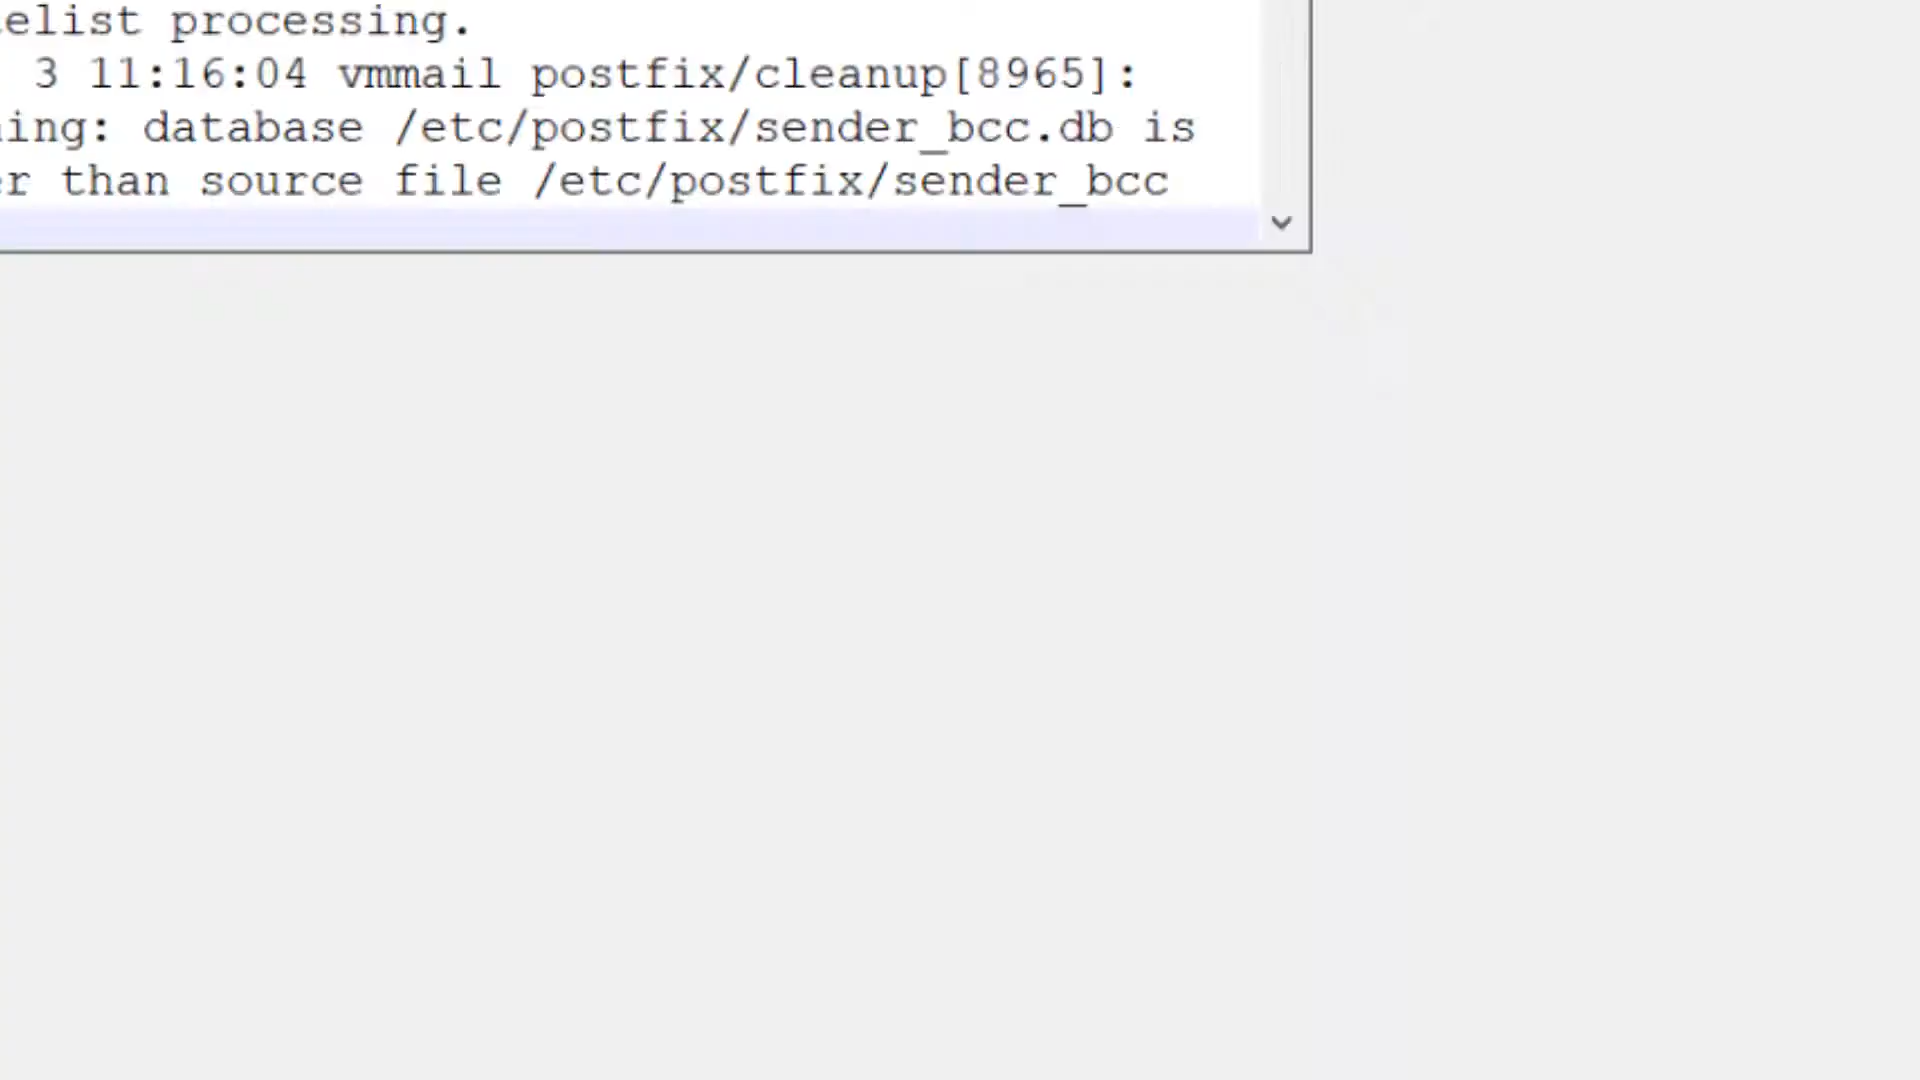 elist processing.
3 11:16:04 vmmail postfix/cleanup[8965]:
ing: database /etc/postfix/sender_bcc.db is
er than source file /etc/postfix/sender_bcc